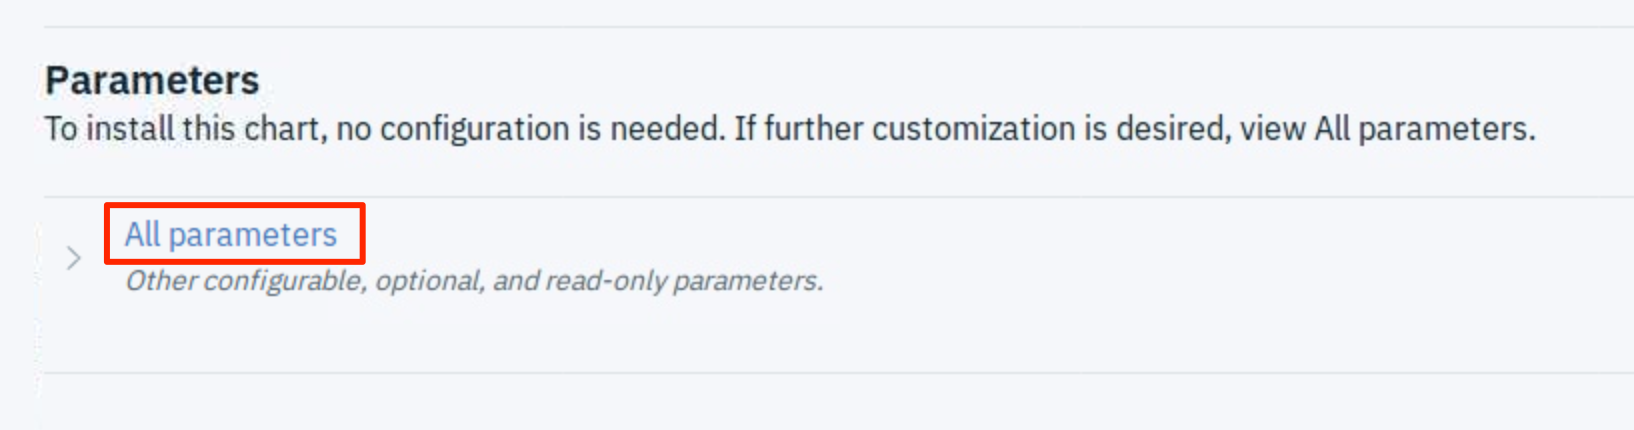 Parameters
To install this chart, no configuration is needed. If further customization is desired, view All parameters.
All parameters
Other configurable, optional, and read-only parameters.